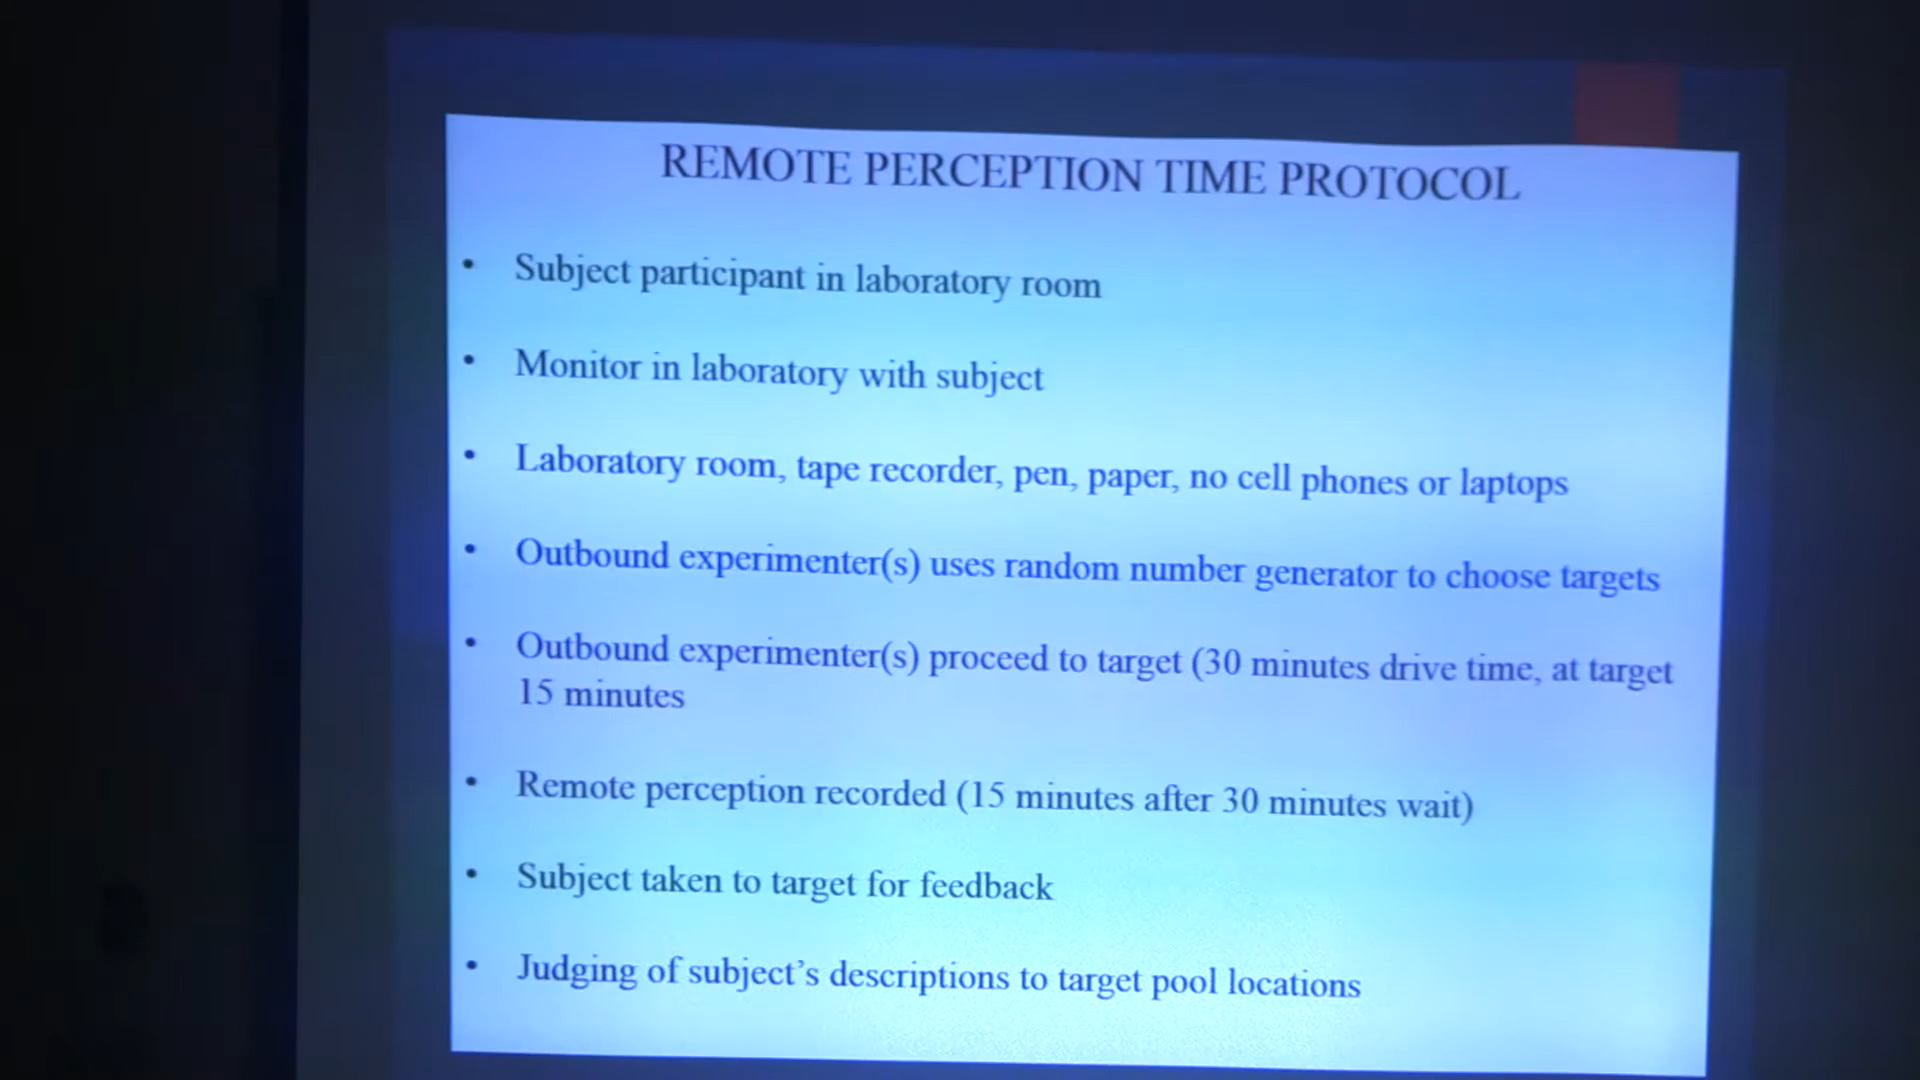 REMOTE PERCEPTION TIME PROTOCOL
• Subject participant in laboratory room
• Monitor in laboratory with subject
• Laboratory room, tape recorder, pen, paper, no cell phones or laptops
• Outbound experimenter(s) uses random number generator to choose targets
• Outbound experimenter(s) proceed to target (30 minutes drive time, at target
15 minutes
• Remote perception recorded (15 minutes after 30 minutes wait)
• Subject taken to target for feedback
• Judging of subject's descriptions to target pool locations